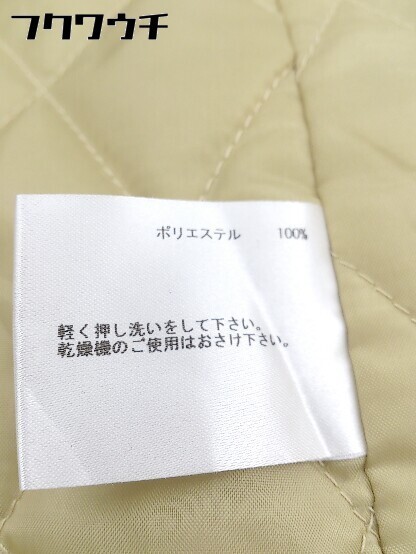 フクワウチ
ポリエステル 100%
軽く押し洗いをして下さい。
乾燥機のご使用はおさけ下さい。